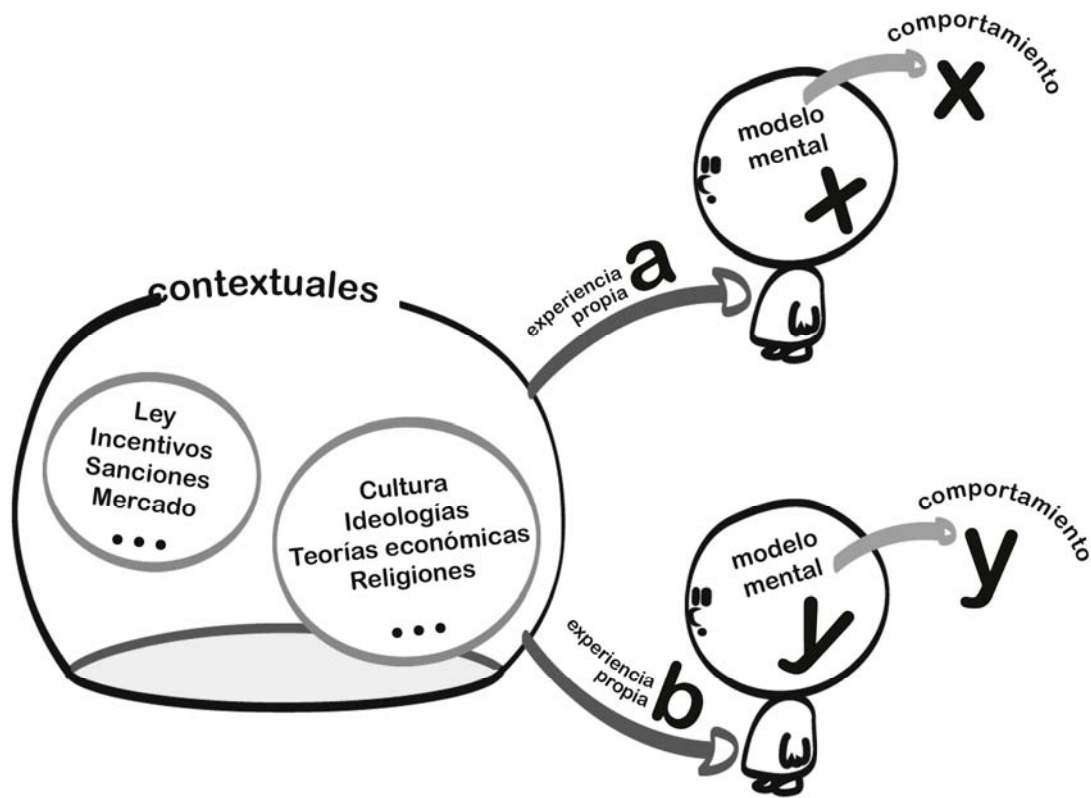 contextuales
Ley
Incentivos
Sanciones
Mercado
...
Cultura
Ideologías
Teorías económicas
Religiones
...
experiencia
propia
a
modelo
mental
x
comportamiento
x
experiencia
propia
b
modelo
mental
y
comportamiento
y